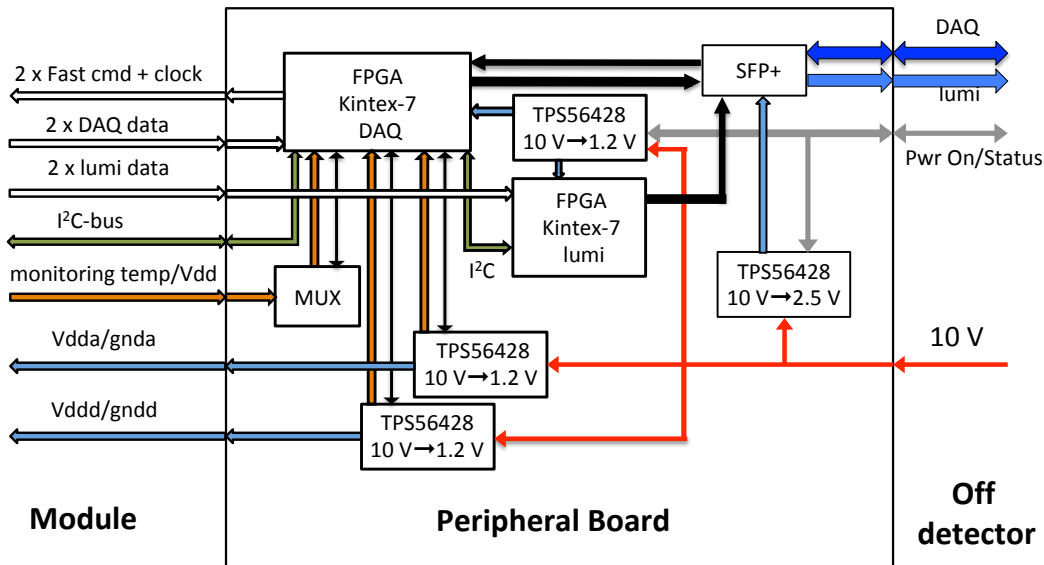 2 x Fast cmd + clock
2 x DAQ data
2 x lumi data
I²C-bus
monitoring temp/Vdd
Vdda/gnda
Vddd/gndd
Module
FPGA
Kintex-7
DAQ
SFP+
TPS56428
10 V→1.2 V
FPGA
Kintex-7
lumi
I²C
MUX
TPS56428
10 V→2.5 V
TPS56428
10 V→1.2 V
TPS56428
10 V→1.2 V
Peripheral Board
DAQ
lumi
Pwr On/Status
10 V
Off
detector